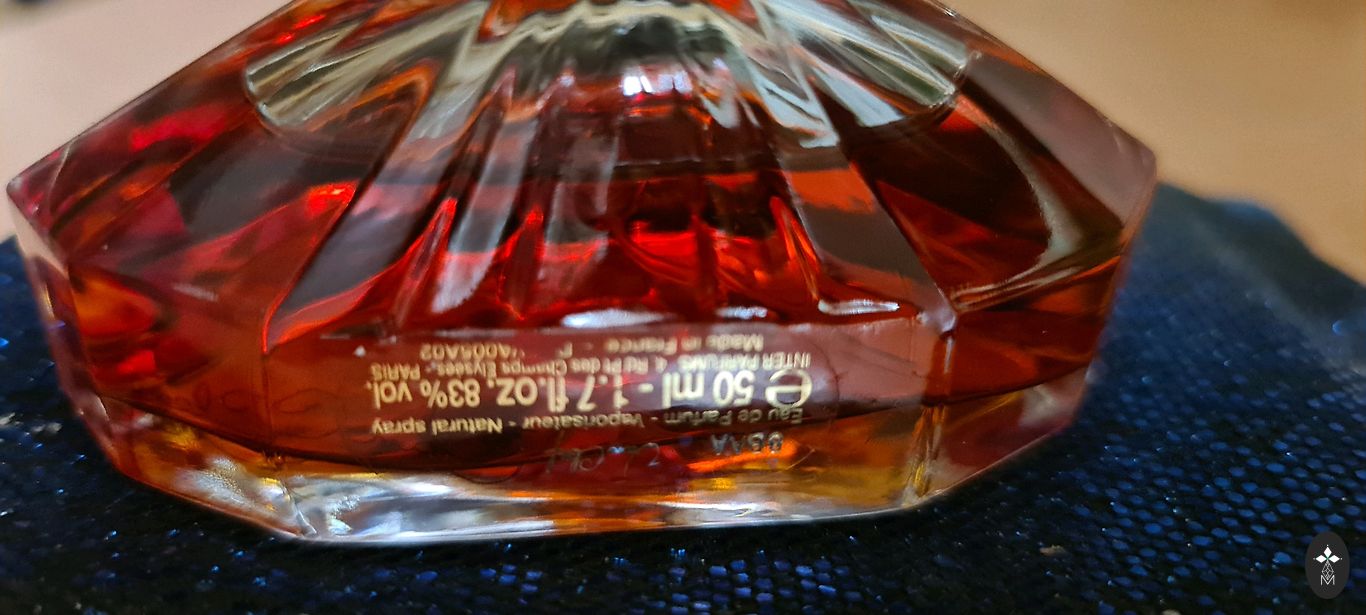 Eau de Parfum - Vaporisateur - Natural spray
℮ 50 ml - 1.7 fl.oz. 83% vol.
INTER PARFUMS, 4, Rd Pt des Champs Élysées - PARIS
Made in France -
M